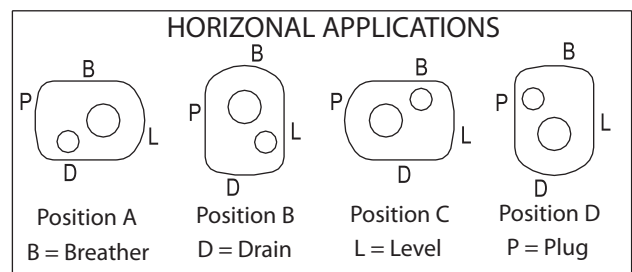 HORIZONAL APPLICATIONS
B
P
L
D
Position A
B
P
L
D
Position B
B
P
L
D
Position C
B
P
L
D
Position D
B = Breather
D = Drain
L = Level
P = Plug